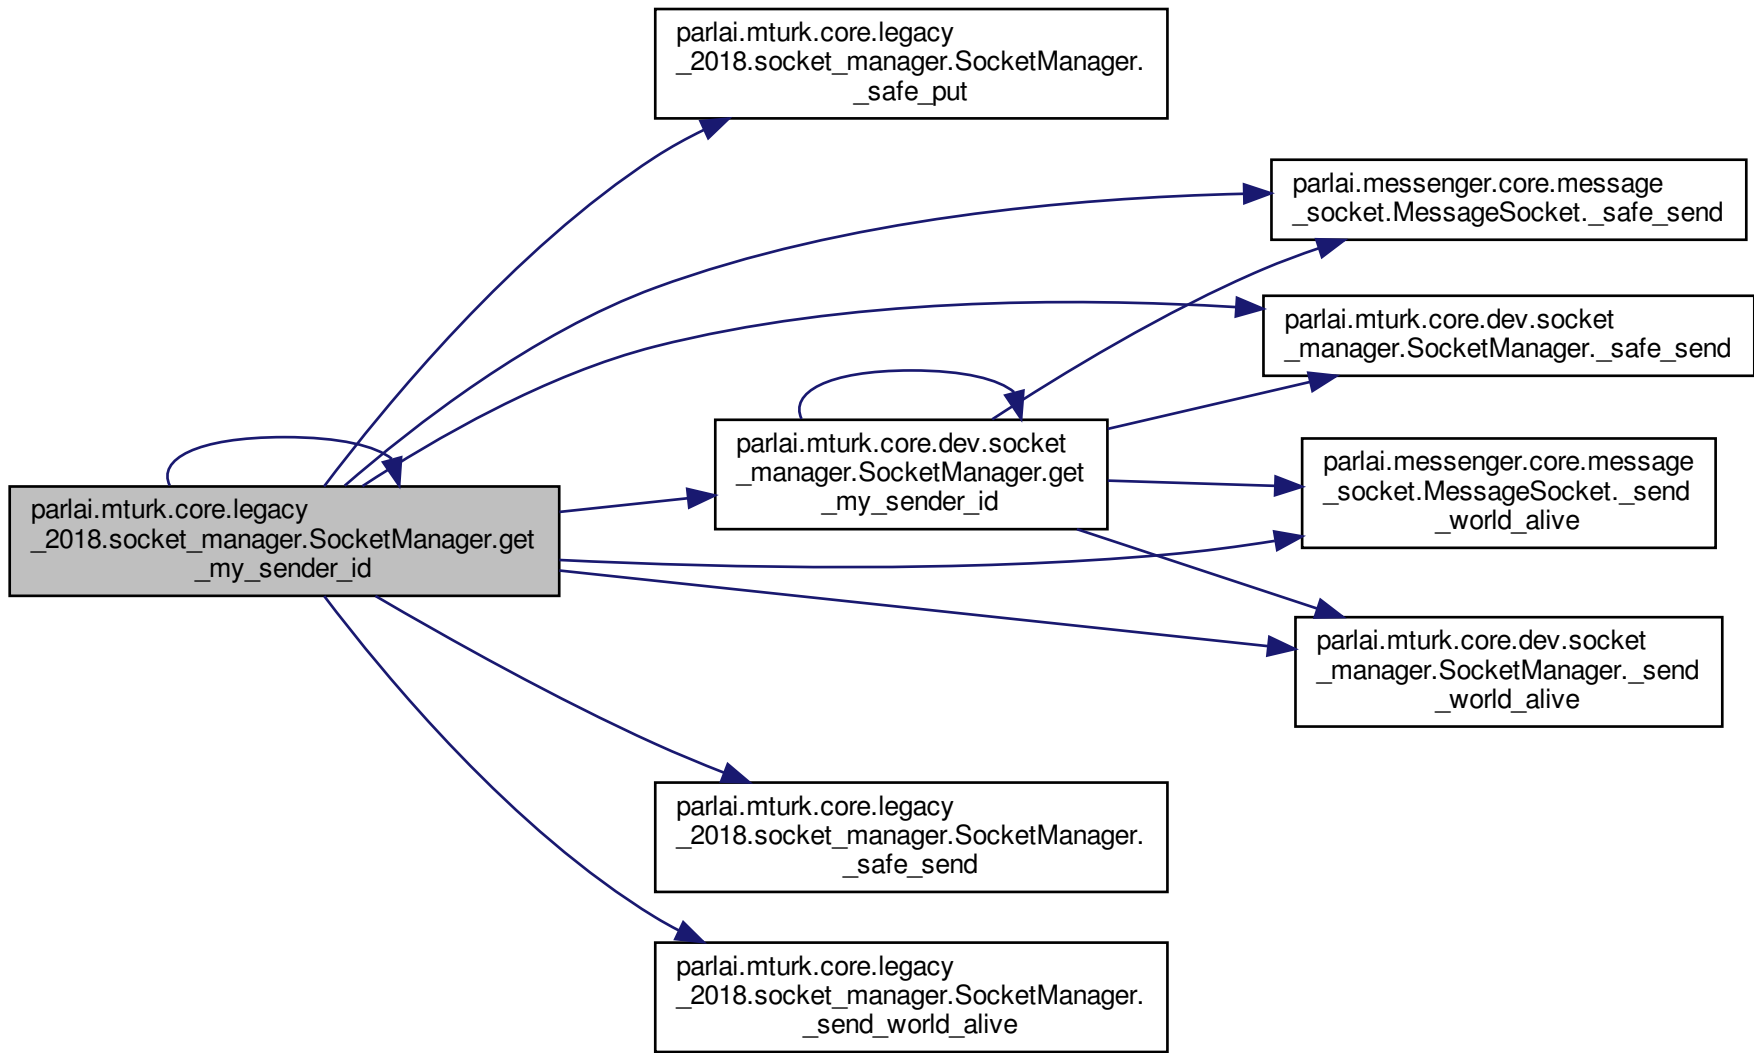 parlai.mturk.core.legacy
_2018.socket_manager.SocketManager.
_safe_put
parlai.messenger.core.message
_socket.MessageSocket._safe_send
parlai.mturk.core.dev.socket
_manager.SocketManager._safe_send
parlai.mturk.core.dev.socket
_manager.SocketManager.get
_my_sender_id
parlai.messenger.core.message
_socket.MessageSocket._send
_world_alive
parlai.mturk.core.legacy
_2018.socket_manager.SocketManager.get
_my_sender_id
parlai.mturk.core.dev.socket
_manager.SocketManager._send
_world_alive
parlai.mturk.core.legacy
_2018.socket_manager.SocketManager.
_safe_send
parlai.mturk.core.legacy
_2018.socket_manager.SocketManager.
_send_world_alive